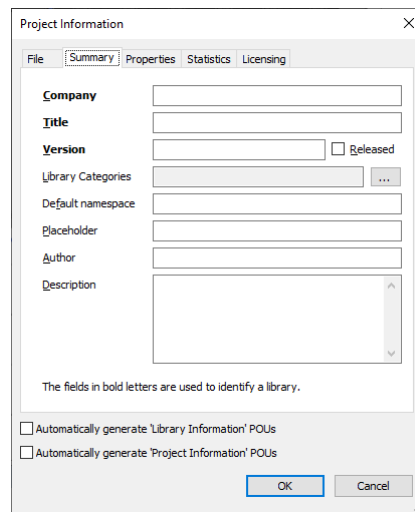 Project Information
File Summary Properties Statistics Licensing
Company
Title
Version Released
Library Categories ...
Default namespace
Placeholder
Author
Description
The fields in bold letters are used to identify a library.
Automatically generate 'Library Information' POUs
Automatically generate 'Project Information' POUs
OK Cancel